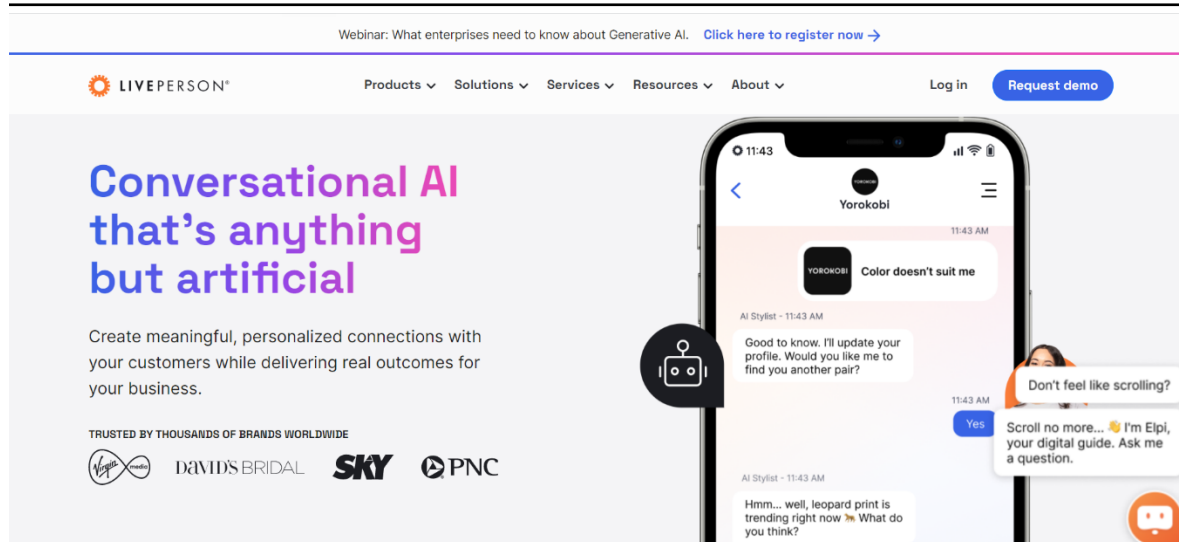 Webinar: What enterprises need to know about Generative AI. Click here to register now →
LIVEPERSON®
Products Solutions Services Resources About
Log in Request demo
Conversational AI
that's anything
but artificial
Create meaningful, personalized connections with
your customers while delivering real outcomes for
your business.
TRUSTED BY THOUSANDS OF BRANDS WORLDWIDE
Virgin media DAVID'S BRIDAL SKY PNC
11:43
YOROKOBI
Yorokobi
11:43 AM
YOROKOBI Color doesn't suit me
AI Stylist - 11:43 AM
Good to know. I'll update your
profile. Would you like me to
find you another pair?
11:43 AM
Yes
AI Stylist - 11:43 AM
Hmm... well, leopard print is
trending right now 🐆 What do
you think?
Don't feel like scrolling?
Scroll no more... 👋 I'm Elpi,
your digital guide. Ask me
a question.